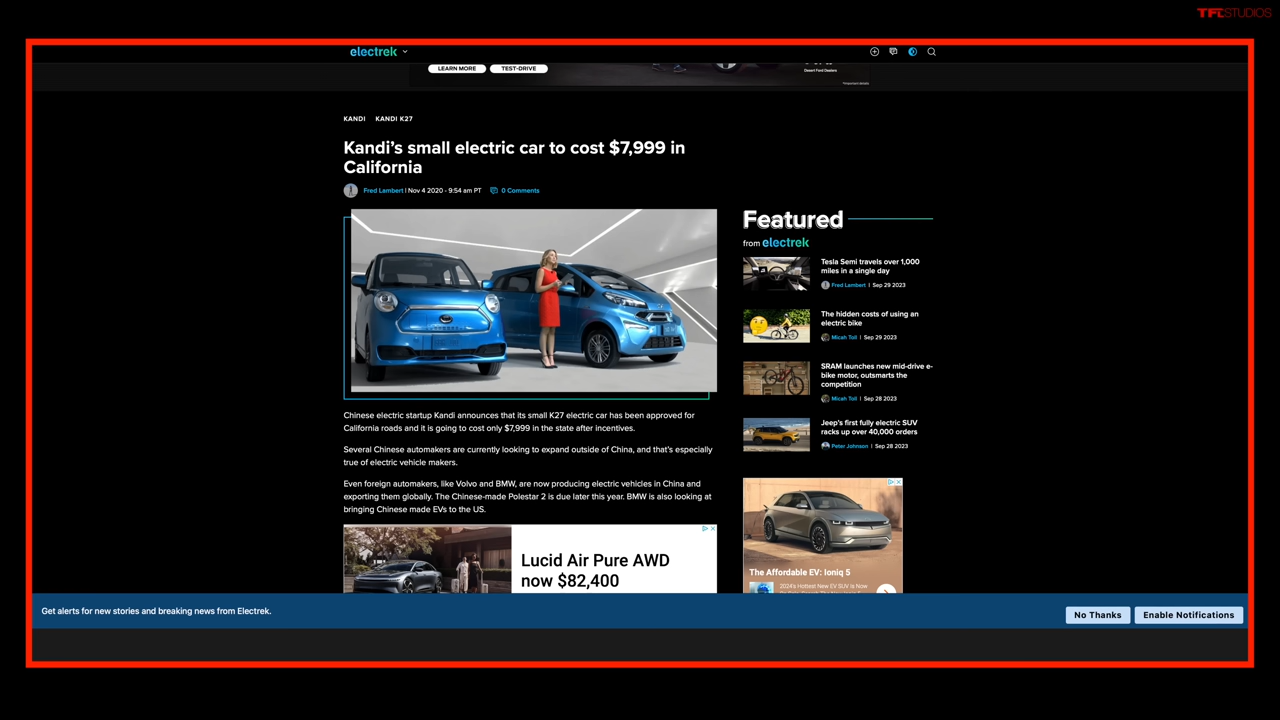 TFLSTUDIOS
electrek
LEARN MORE
TEST-DRIVE
Desert Ford Dealers
KANDI KANDI K27
Kandi's small electric car to cost $7,999 in
California
Fred Lambert | Nov 4 2020 - 9:54 am PT 0 Comments
Chinese electric startup Kandi announces that its small K27 electric car has been approved for
California roads and it is going to cost only $7,999 in the state after incentives.
Several Chinese automakers are currently looking to expand outside of China, and that's especially
true of electric vehicle makers.
Even foreign automakers, like Volvo and BMW, are now producing electric vehicles in China and
exporting them globally. The Chinese-made Polestar 2 is due later this year. BMW is also looking at
bringing Chinese made EVs to the US.
Lucid Air Pure AWD
now $82,400
Featured
from electrek
Tesla Semi travels over 1,000
miles in a single day
Fred Lambert | Sep 29 2023
The hidden costs of using an
electric bike
Micah Toll | Sep 29 2023
SRAM launches new mid-drive e-
bike motor, outsmarts the
competition
Micah Toll | Sep 28 2023
Jeep's first fully electric SUV
racks up over 40,000 orders
Peter Johnson | Sep 28 2023
The Affordable EV: Ioniq 5
2024's Hottest New EV SUV is Now
Get alerts for new stories and breaking news from Electrek.
No Thanks
Enable Notifications